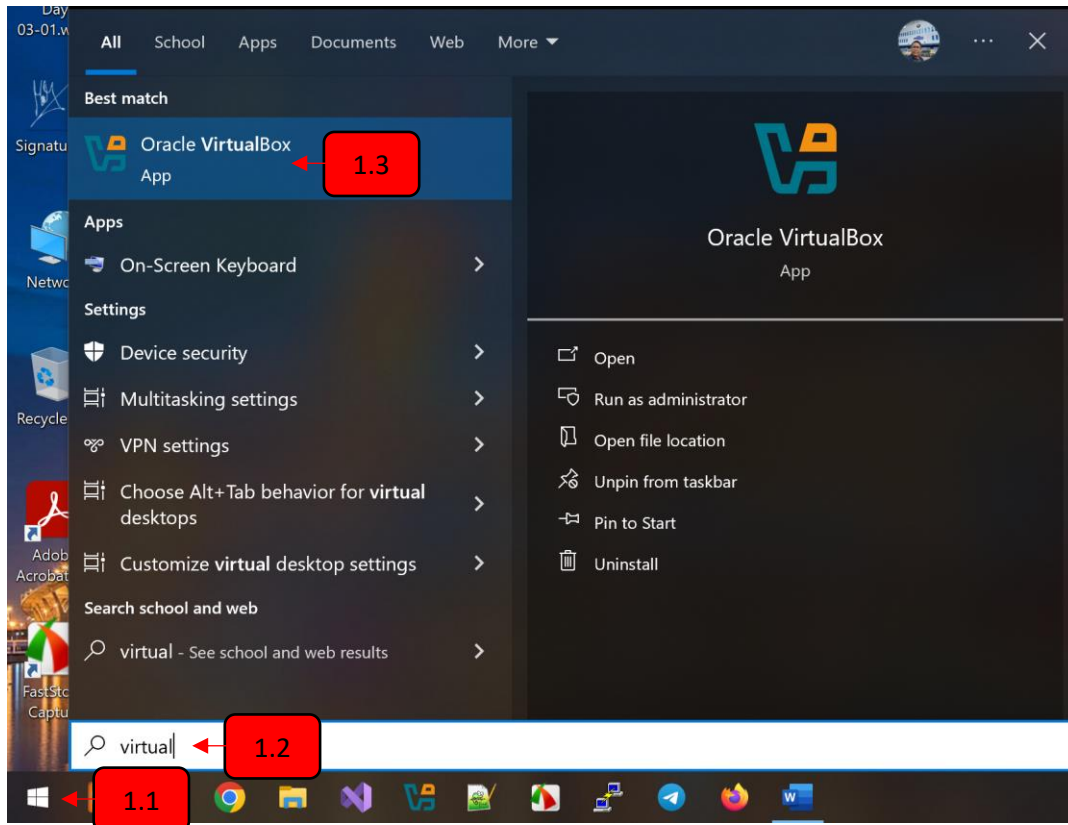 Day
03-01.w
All School Apps Documents Web More
Best match
Signatu
Oracle VirtualBox
App
1.3
Oracle VirtualBox
App
Apps
On-Screen Keyboard
Netwo
Settings
Device security
Multitasking settings
Recycle
VPN settings
Choose Alt+Tab behavior for virtual
desktops
Adob
Acrobat
Customize virtual desktop settings
Search school and web
virtual - See school and web results
FastSto
Captu
Open
Run as administrator
Open file location
Unpin from taskbar
Pin to Start
Uninstall
virtual
1.2
1.1
W